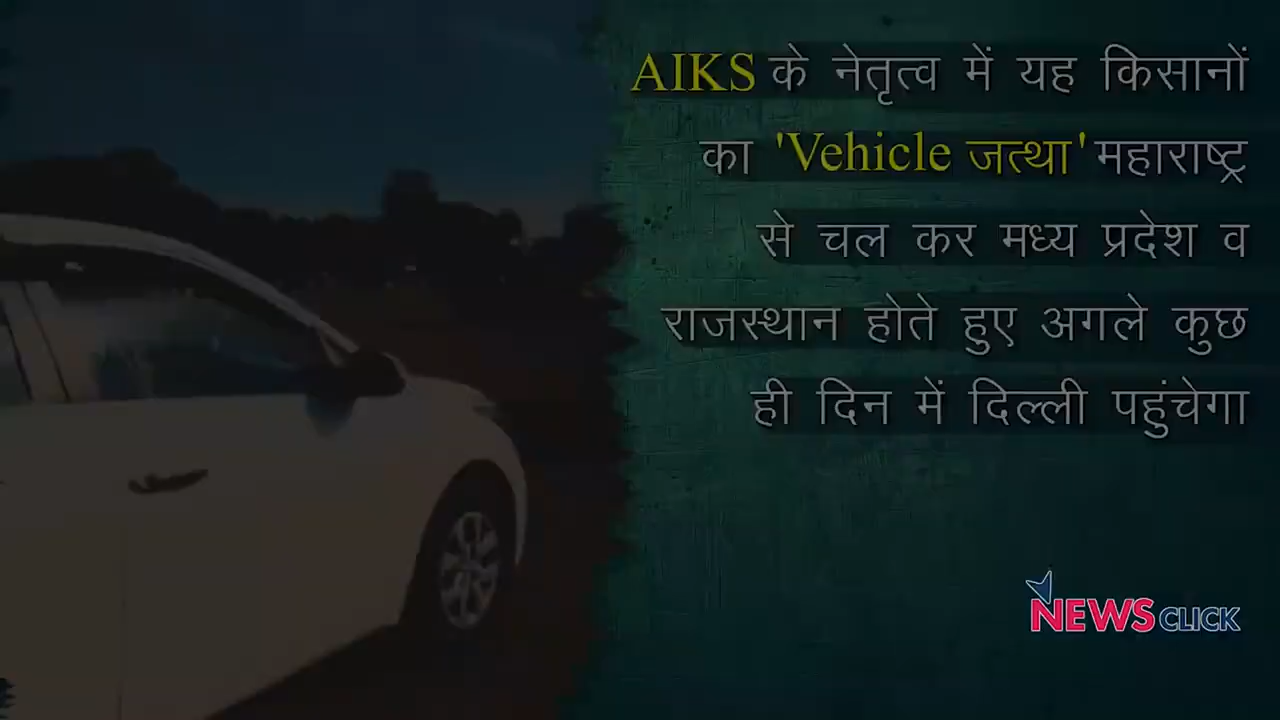 AIKS के नेतृत्व में यह किसानों
का 'Vehicle जत्था' महाराष्ट्र
से चल कर मध्य प्रदेश व
राजस्थान होते हुए अगले कुछ
ही दिन में दिल्ली पहुंचेगा
NEWSCLICK